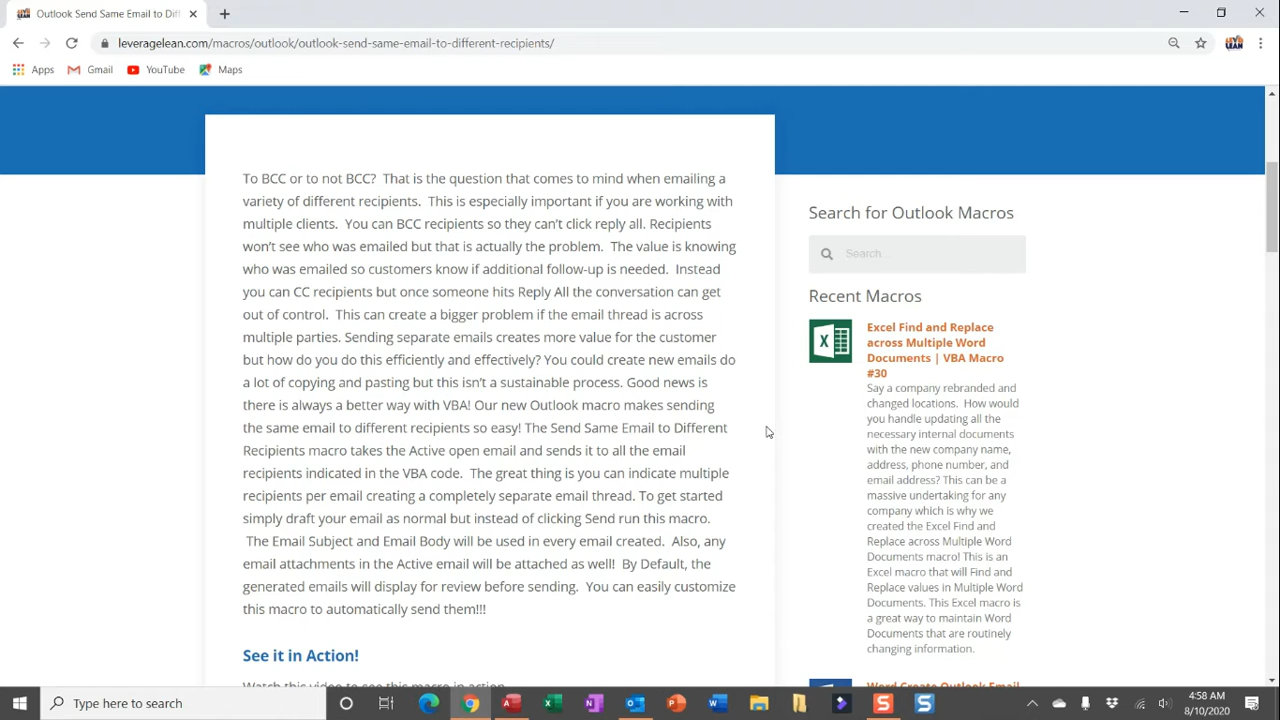 Outlook Send Same Email to Diff
leveragelean.com/macros/outlook/outlook-send-same-email-to-different-recipients/
Apps
Gmail
YouTube
Maps
To BCC or to not BCC?  That is the question that comes to mind when emailing a
variety of different recipients.  This is especially important if you are working with
multiple clients.  You can BCC recipients so they can't click reply all. Recipients
won't see who was emailed but that is actually the problem.  The value is knowing
who was emailed so customers know if additional follow-up is needed.  Instead
you can CC recipients but once someone hits Reply All the conversation can get
out of control.  This can create a bigger problem if the email thread is across
multiple parties. Sending separate emails creates more value for the customer
but how do you do this efficiently and effectively? You could create new emails do
a lot of copying and pasting but this isn't a sustainable process. Good news is
there is always a better way with VBA! Our new Outlook macro makes sending
the same email to different recipients so easy! The Send Same Email to Different
Recipients macro takes the Active open email and sends it to all the email
recipients indicated in the VBA code.  The great thing is you can indicate multiple
recipients per email creating a completely separate email thread. To get started
simply draft your email as normal but instead of clicking Send run this macro.
The Email Subject and Email Body will be used in every email created.  Also, any
email attachments in the Active email will be attached as well!  By Default, the
generated emails will display for review before sending.  You can easily customize
this macro to automatically send them!!!
See it in Action!
Watch this video to see this macro in action
Search for Outlook Macros
Search...
Recent Macros
Excel Find and Replace
across Multiple Word
Documents | VBA Macro
#30
Say a company rebranded and
changed locations.  How would
you handle updating all the
necessary internal documents
with the new company name,
address, phone number, and
email address? This can be a
massive undertaking for any
company which is why we
created the Excel Find and
Replace across Multiple Word
Documents macro! This is an
Excel macro that will Find and
Replace values in Multiple Word
Documents. This Excel macro is
a great way to maintain Word
Documents that are routinely
changing information.
Word Create Outlook Email
Type here to search
4:58 AM
8/10/2020